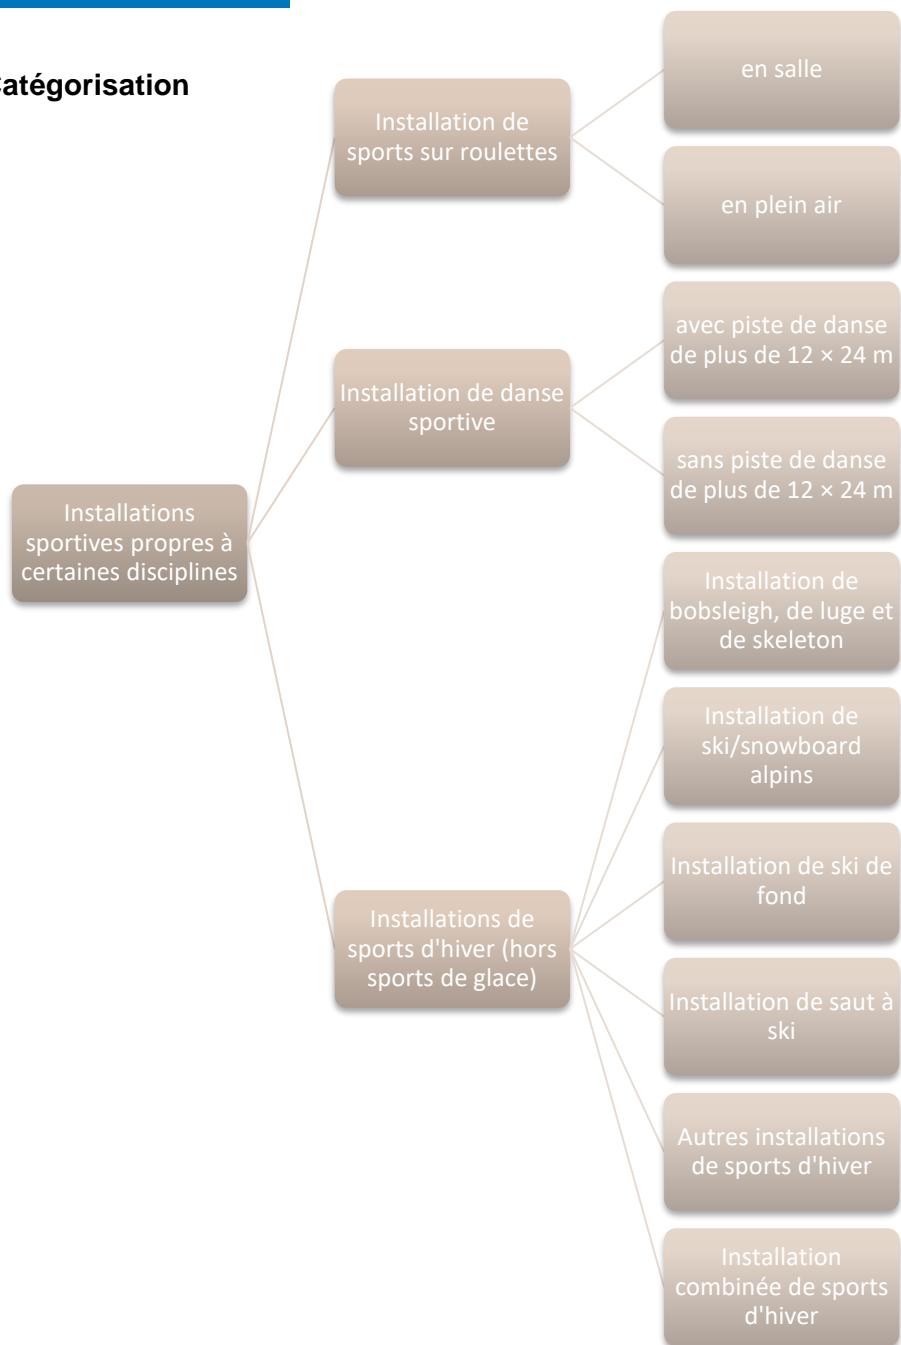 Catégorisation
Installations
sportives propres à
certaines disciplines
Installation de
sports sur roulettes
en salle
en plein air
Installation de danse
sportive
avec piste de danse
de plus de 12 × 24 m
sans piste de danse
de plus de 12 × 24 m
Installations de
sports d'hiver (hors
sports de glace)
Installation de
bobsleigh, de luge et
de skeleton
Installation de
ski/snowboard
alpins
Installation de ski de
fond
Installation de saut à
ski
Autres installations
de sports d'hiver
Installation
combinée de sports
d'hiver